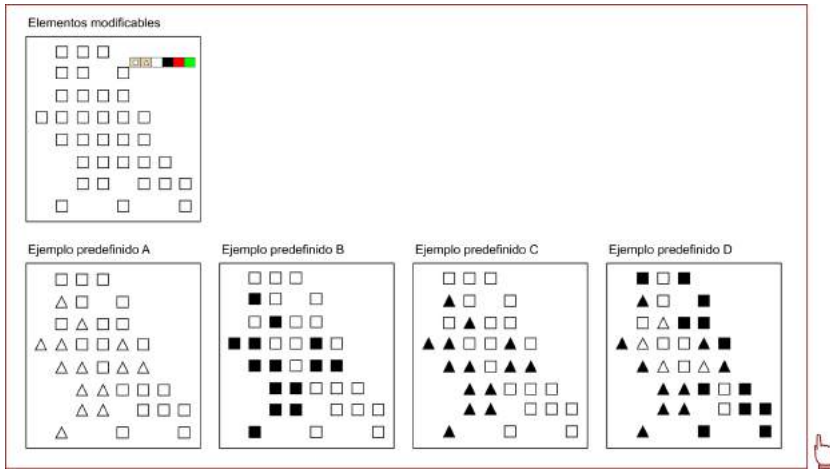 Elementos modificables
Ejemplo predefinido A
Ejemplo predefinido B
Ejemplo predefinido C
Ejemplo predefinido D